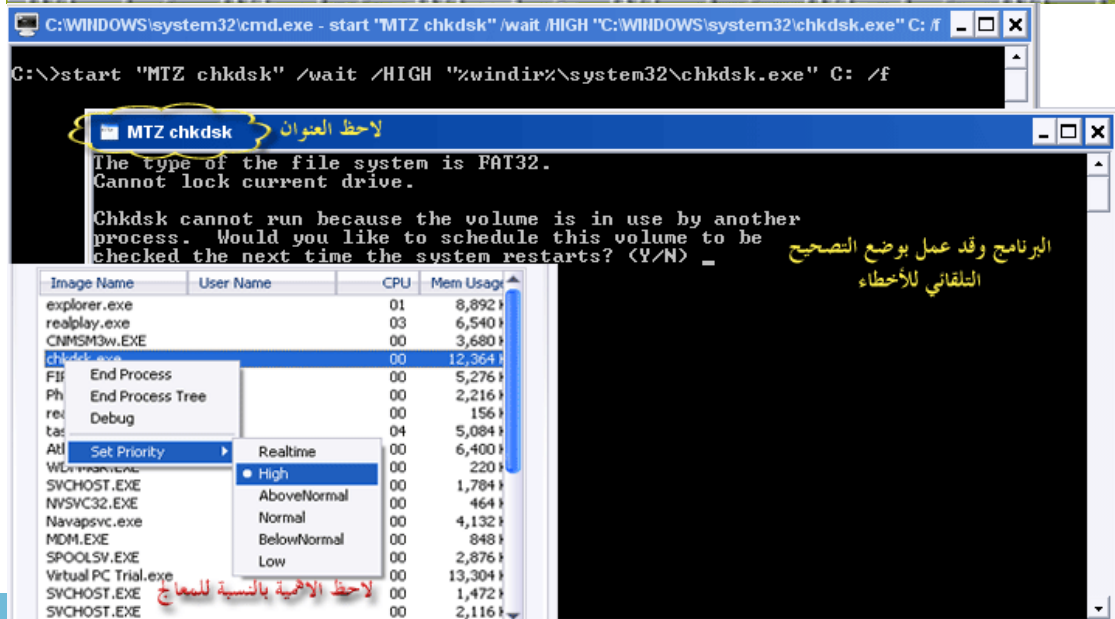 C:\WINDOWS\system32\cmd.exe - start "MTZ chkdsk" /wait /HIGH "C:\WINDOWS\system32\chkdsk.exe" C: /f
C:\>start "MTZ chkdsk" /wait /HIGH "%windir%\system32\chkdsk.exe" C: /f
MTZ chkdsk
لاحظ العنوان
The type of the file system is FAT32.
Cannot lock current drive.
Chkdsk cannot run because the volume is in use by another
process.  Would you like to schedule this volume to be
checked the next time the system restarts? (Y/N) _
البرنامج وقد عمل بوضع التصحيح
التلقائي للأخطاء
Image Name User Name CPU Mem Usage
explorer.exe 01 8,892 K
realplay.exe 03 6,540 K
CNMSM3w.EXE 00 3,680 K
chkdsk.exe 00 12,364 K
00 5,276 K
00 2,216 K
00 156 K
04 5,084 K
00 6,400 K
WDFMGR.EXE 00 220 K
SVCHOST.EXE 00 1,784 K
NVSVC32.EXE 00 464 K
Navapsvc.exe 00 4,132 K
MDM.EXE 00 848 K
SPOOLSV.EXE 00 2,876 K
Virtual PC Trial.exe 00 13,304 K
SVCHOST.EXE 00 1,472 K
SVCHOST.EXE 00 2,116 K
End Process
End Process Tree
Debug
Set Priority
Realtime
High
AboveNormal
Normal
BelowNormal
Low
لاحظ الاهمية بالنسبة للمعالج